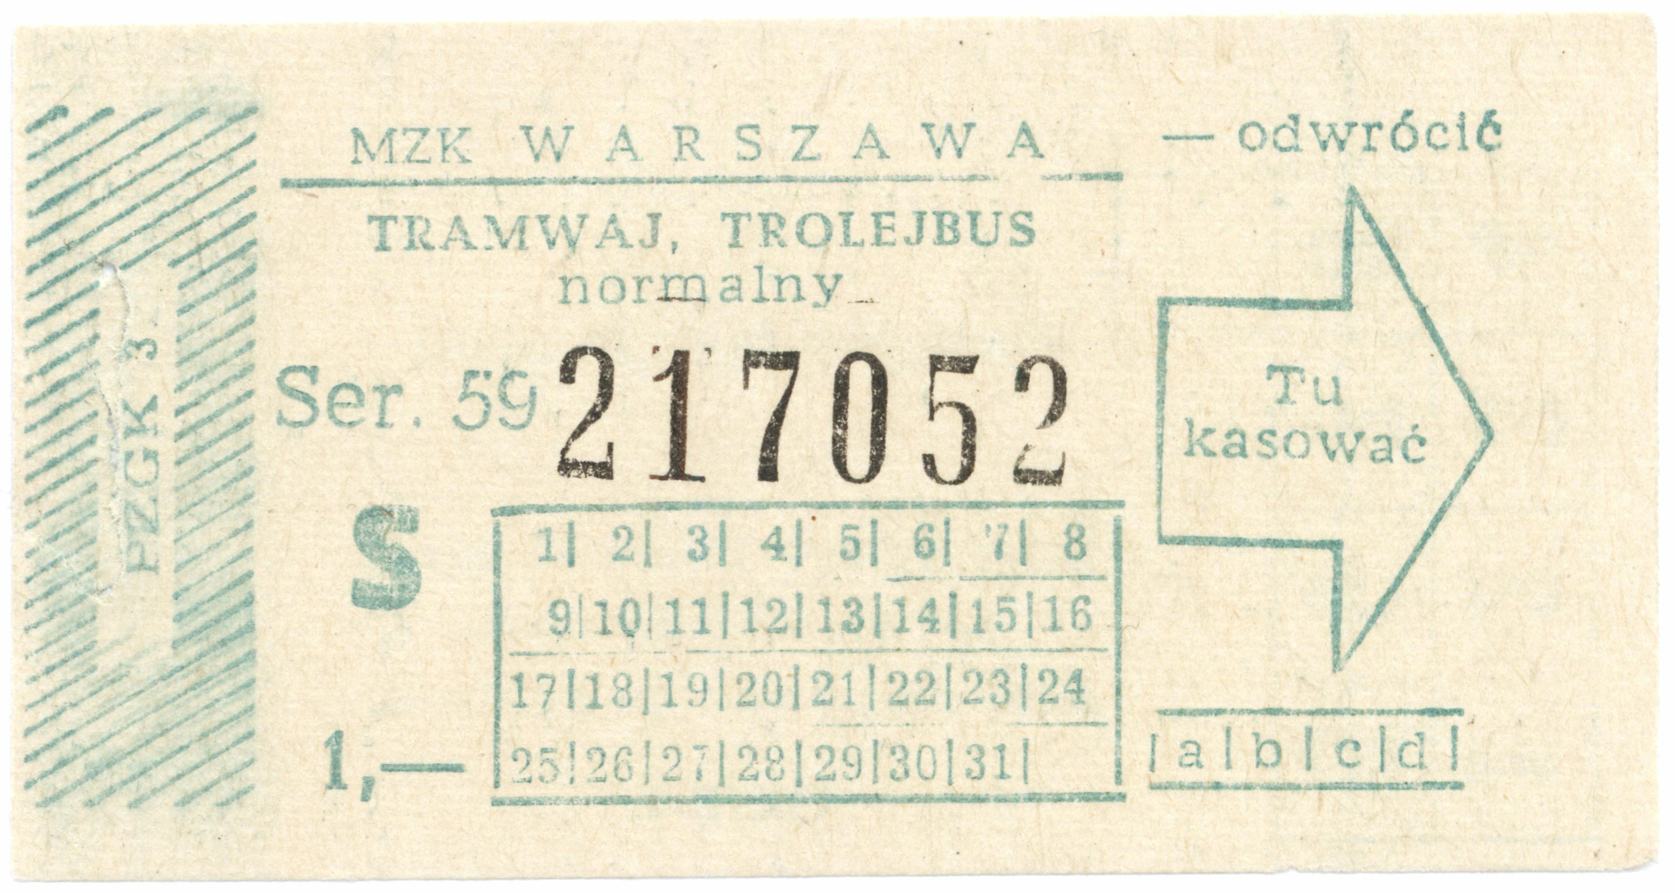 MZK WARSZAWA
— odwrócić
TRAMWAJ, TROLEJBUS
normalny
Ser. 59 217052
Tu
kasować
PZGK 3
S
1,—
1| 2| 3| 4| 5| 6| 7| 8
9|10|11|12|13|14|15|16
17|18|19|20|21|22|23|24
25|26|27|28|29|30|31|
|a|b|c|d|